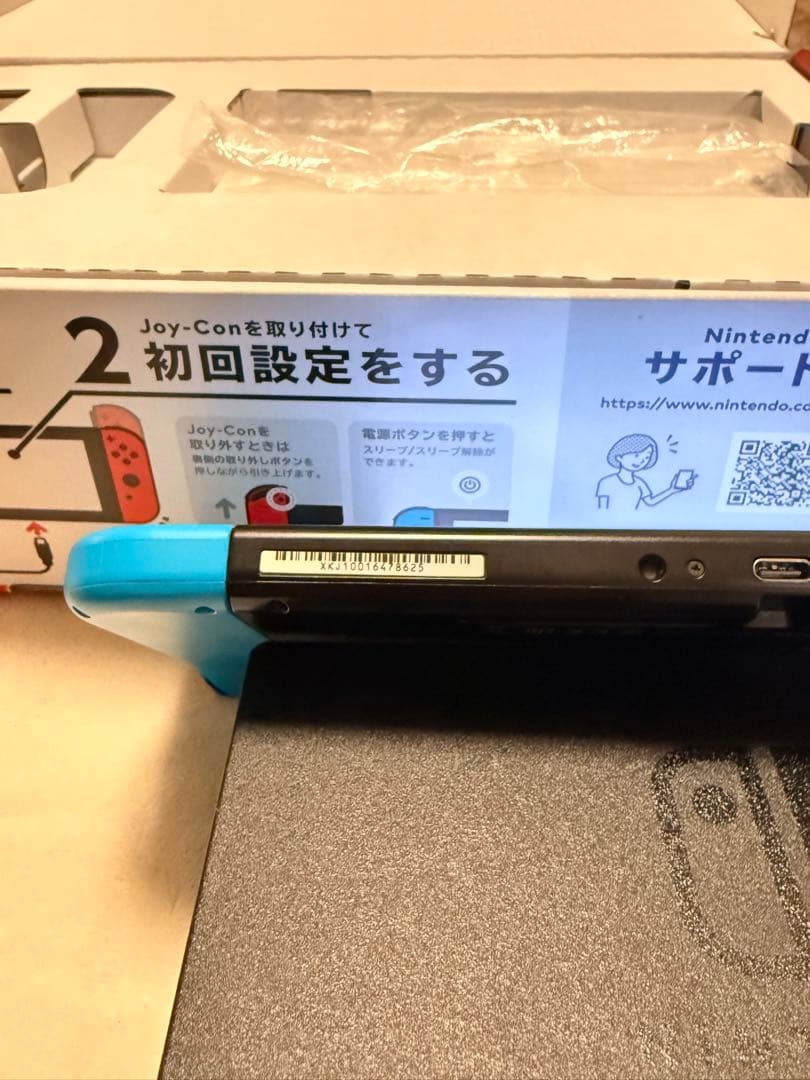 2
Joy-Conを取り付けて
初回設定をする
Joy-Conを
取り外すときは
裏側の取り外しボタンを
押しながら引き上げます。
電源ボタンを押すと
スリープ/スリープ解除が
できます。
Nintend
サポート
https://www.nintendo.co
XKJ10016478625